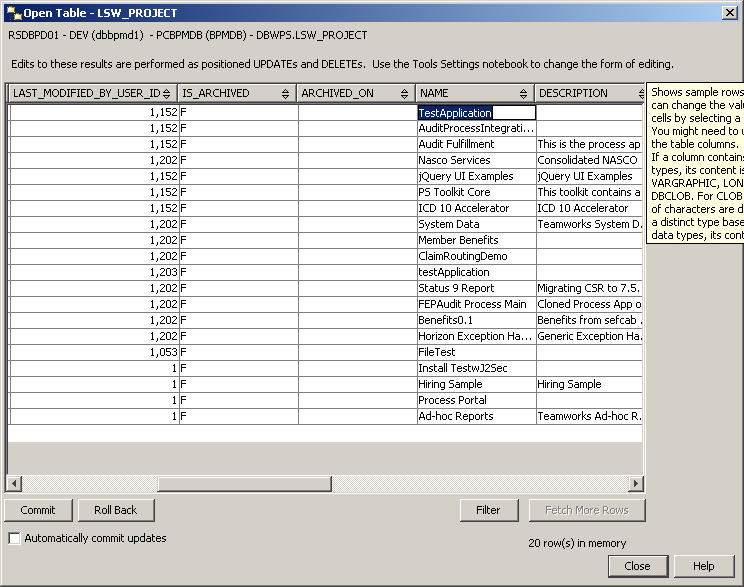 Open Table - LSW_PROJECT
RSDBPD01 - DEV (dbbpmd1) - PCBPMDB (BPMDB) - DBWPS.LSW_PROJECT
Edits to these results are performed as positioned UPDATEs and DELETEs. Use the Tools Settings notebook to change the form of editing.
LAST_MODIFIED_BY_USER_ID IS_ARCHIVED ARCHIVED_ON NAME DESCRIPTION
1,152 F TestApplication
1,152 F AuditProcessIntegrati...
1,152 F Audit Fulfillment This is the process ap
1,202 F Nasco Services Consolidated NASCO
1,152 F jQuery UI Examples jQuery UI Examples
1,152 F PS Toolkit Core This toolkit contains a
1,152 F ICD 10 Accelerator ICD 10 Accelerator
1,202 F System Data Teamworks System D.
1,202 F Member Benefits
1,202 F ClaimRoutingDemo
1,203 F testApplication
1,202 F Status 9 Report Migrating CSR to 7.5.
1,202 F FEPAudit Process Main Cloned Process App o
1,202 F Benefits0.1 Benefits from sefcab .
1,202 F Horizon Exception Ha... Generic Exception Ha.
1,053 F FileTest
1 F Install TestwJ2Sec
1 F Hiring Sample Hiring Sample
1 F Process Portal
1 F Ad-hoc Reports Teamworks Ad-hoc R.
Shows sample rows
can change the valu
cells by selecting a
You might need to u
the table columns.
If a column contains
types, its content is
VARGRAPHIC, LON
DBCLOB. For CLOB
of characters are d
a distinct type base
data types, its cont
Commit Roll Back Filter Fetch More Rows
Automatically commit updates
20 row(s) in memory
Close Help